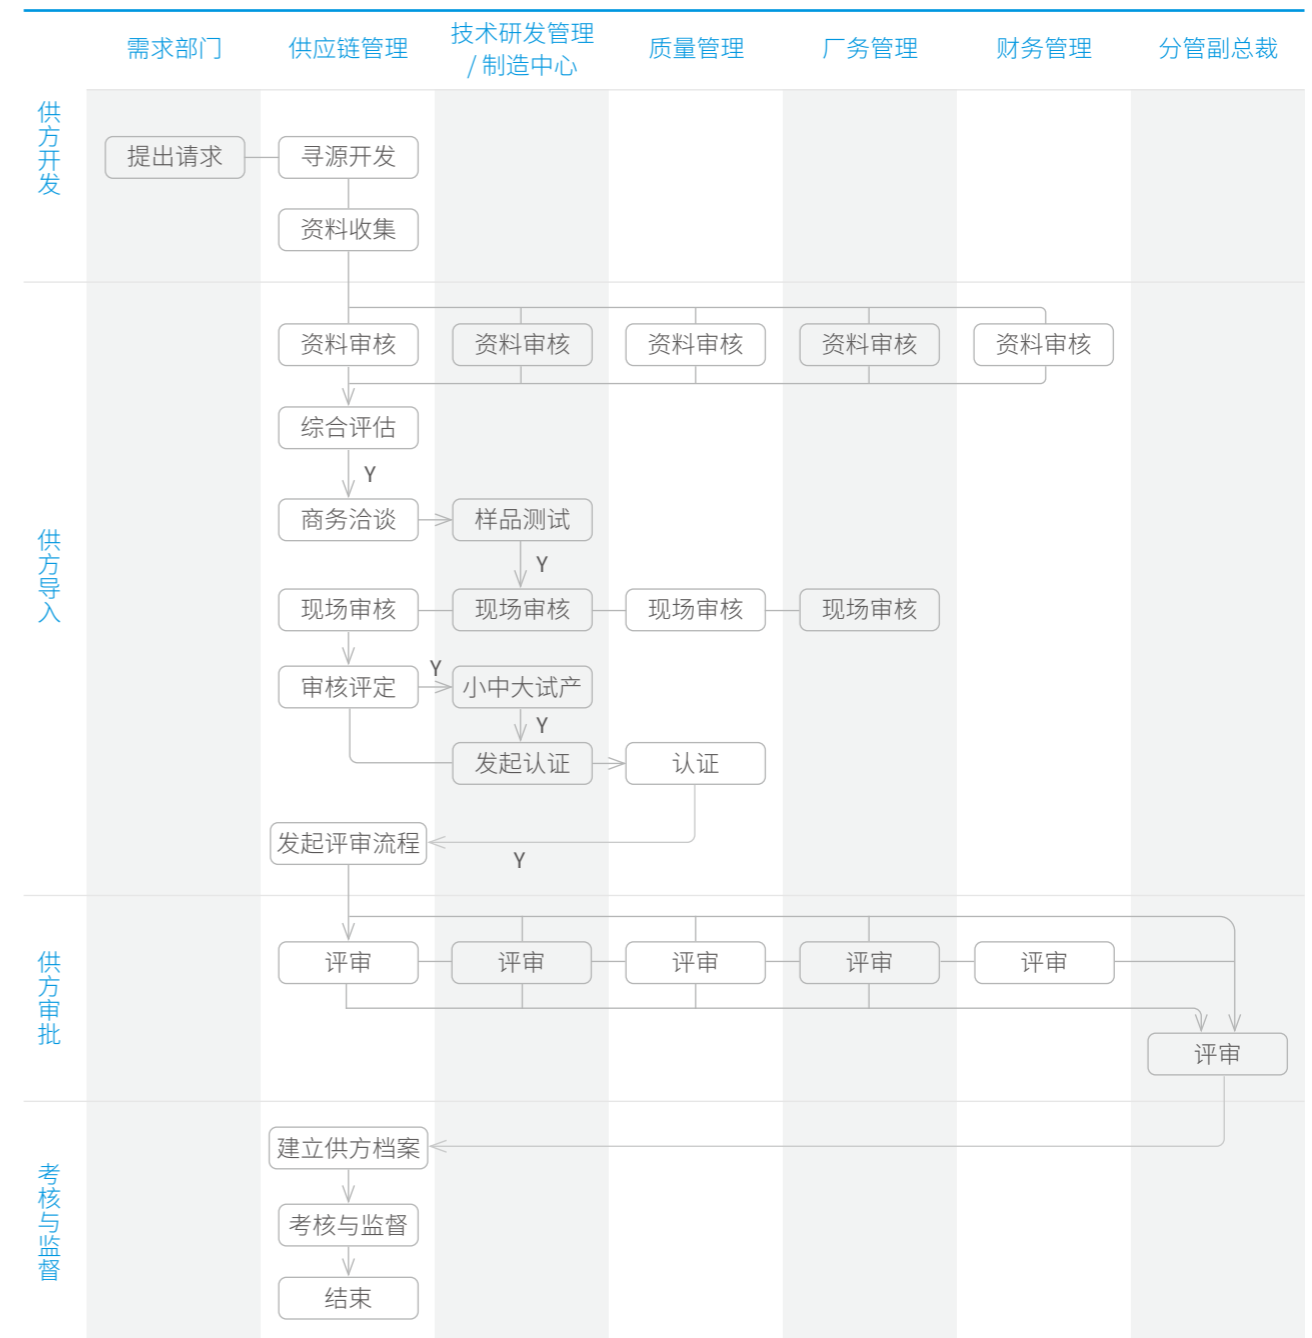 需求部门
供应链管理
技术研发管理
/ 制造中心
质量管理
厂务管理
财务管理
分管副总裁
供方开发
提出请求
寻源开发
资料收集
供方导入
资料审核
资料审核
资料审核
资料审核
资料审核
综合评估
Y
商务洽谈
样品测试
Y
现场审核
现场审核
现场审核
现场审核
审核评定
Y
小中大试产
Y
发起认证
认证
发起评审流程
Y
供方审批
评审
评审
评审
评审
评审
评审
考核与监督
建立供方档案
考核与监督
结束